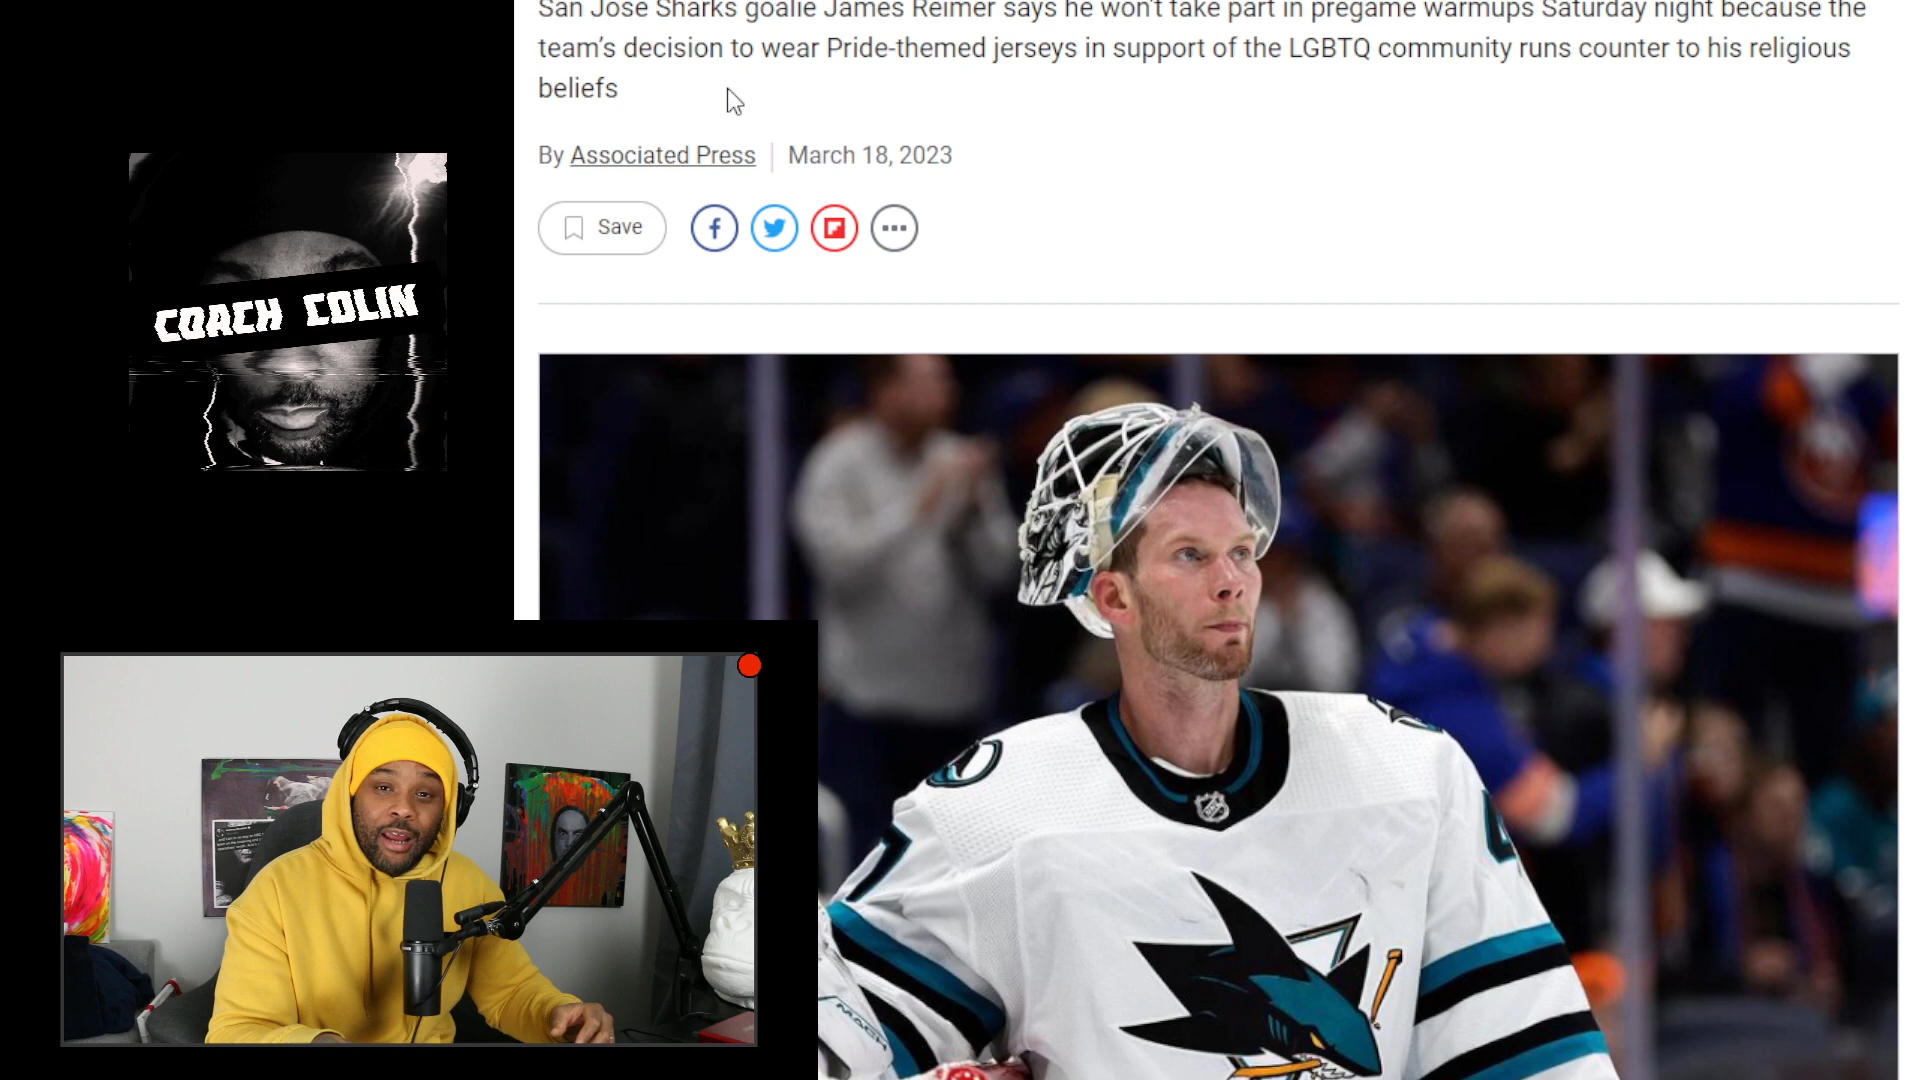 San Jose Sharks goalie James Reimer says he won't take part in pregame warmups Saturday night because the
team's decision to wear Pride-themed jerseys in support of the LGBTQ community runs counter to his religious
beliefs
By Associated Press March 18, 2023
Save
COACH COLIN
MACH